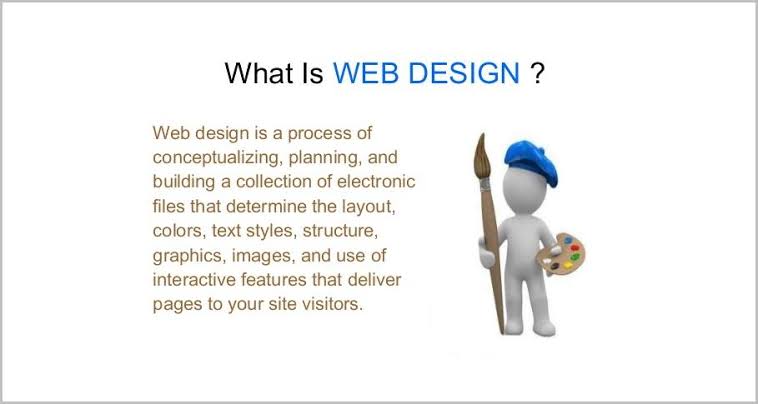 What Is WEB DESIGN ?
Web design is a process of
conceptualizing, planning, and
building a collection of electronic
files that determine the layout,
colors, text styles, structure,
graphics, images, and use of
interactive features that deliver
pages to your site visitors.